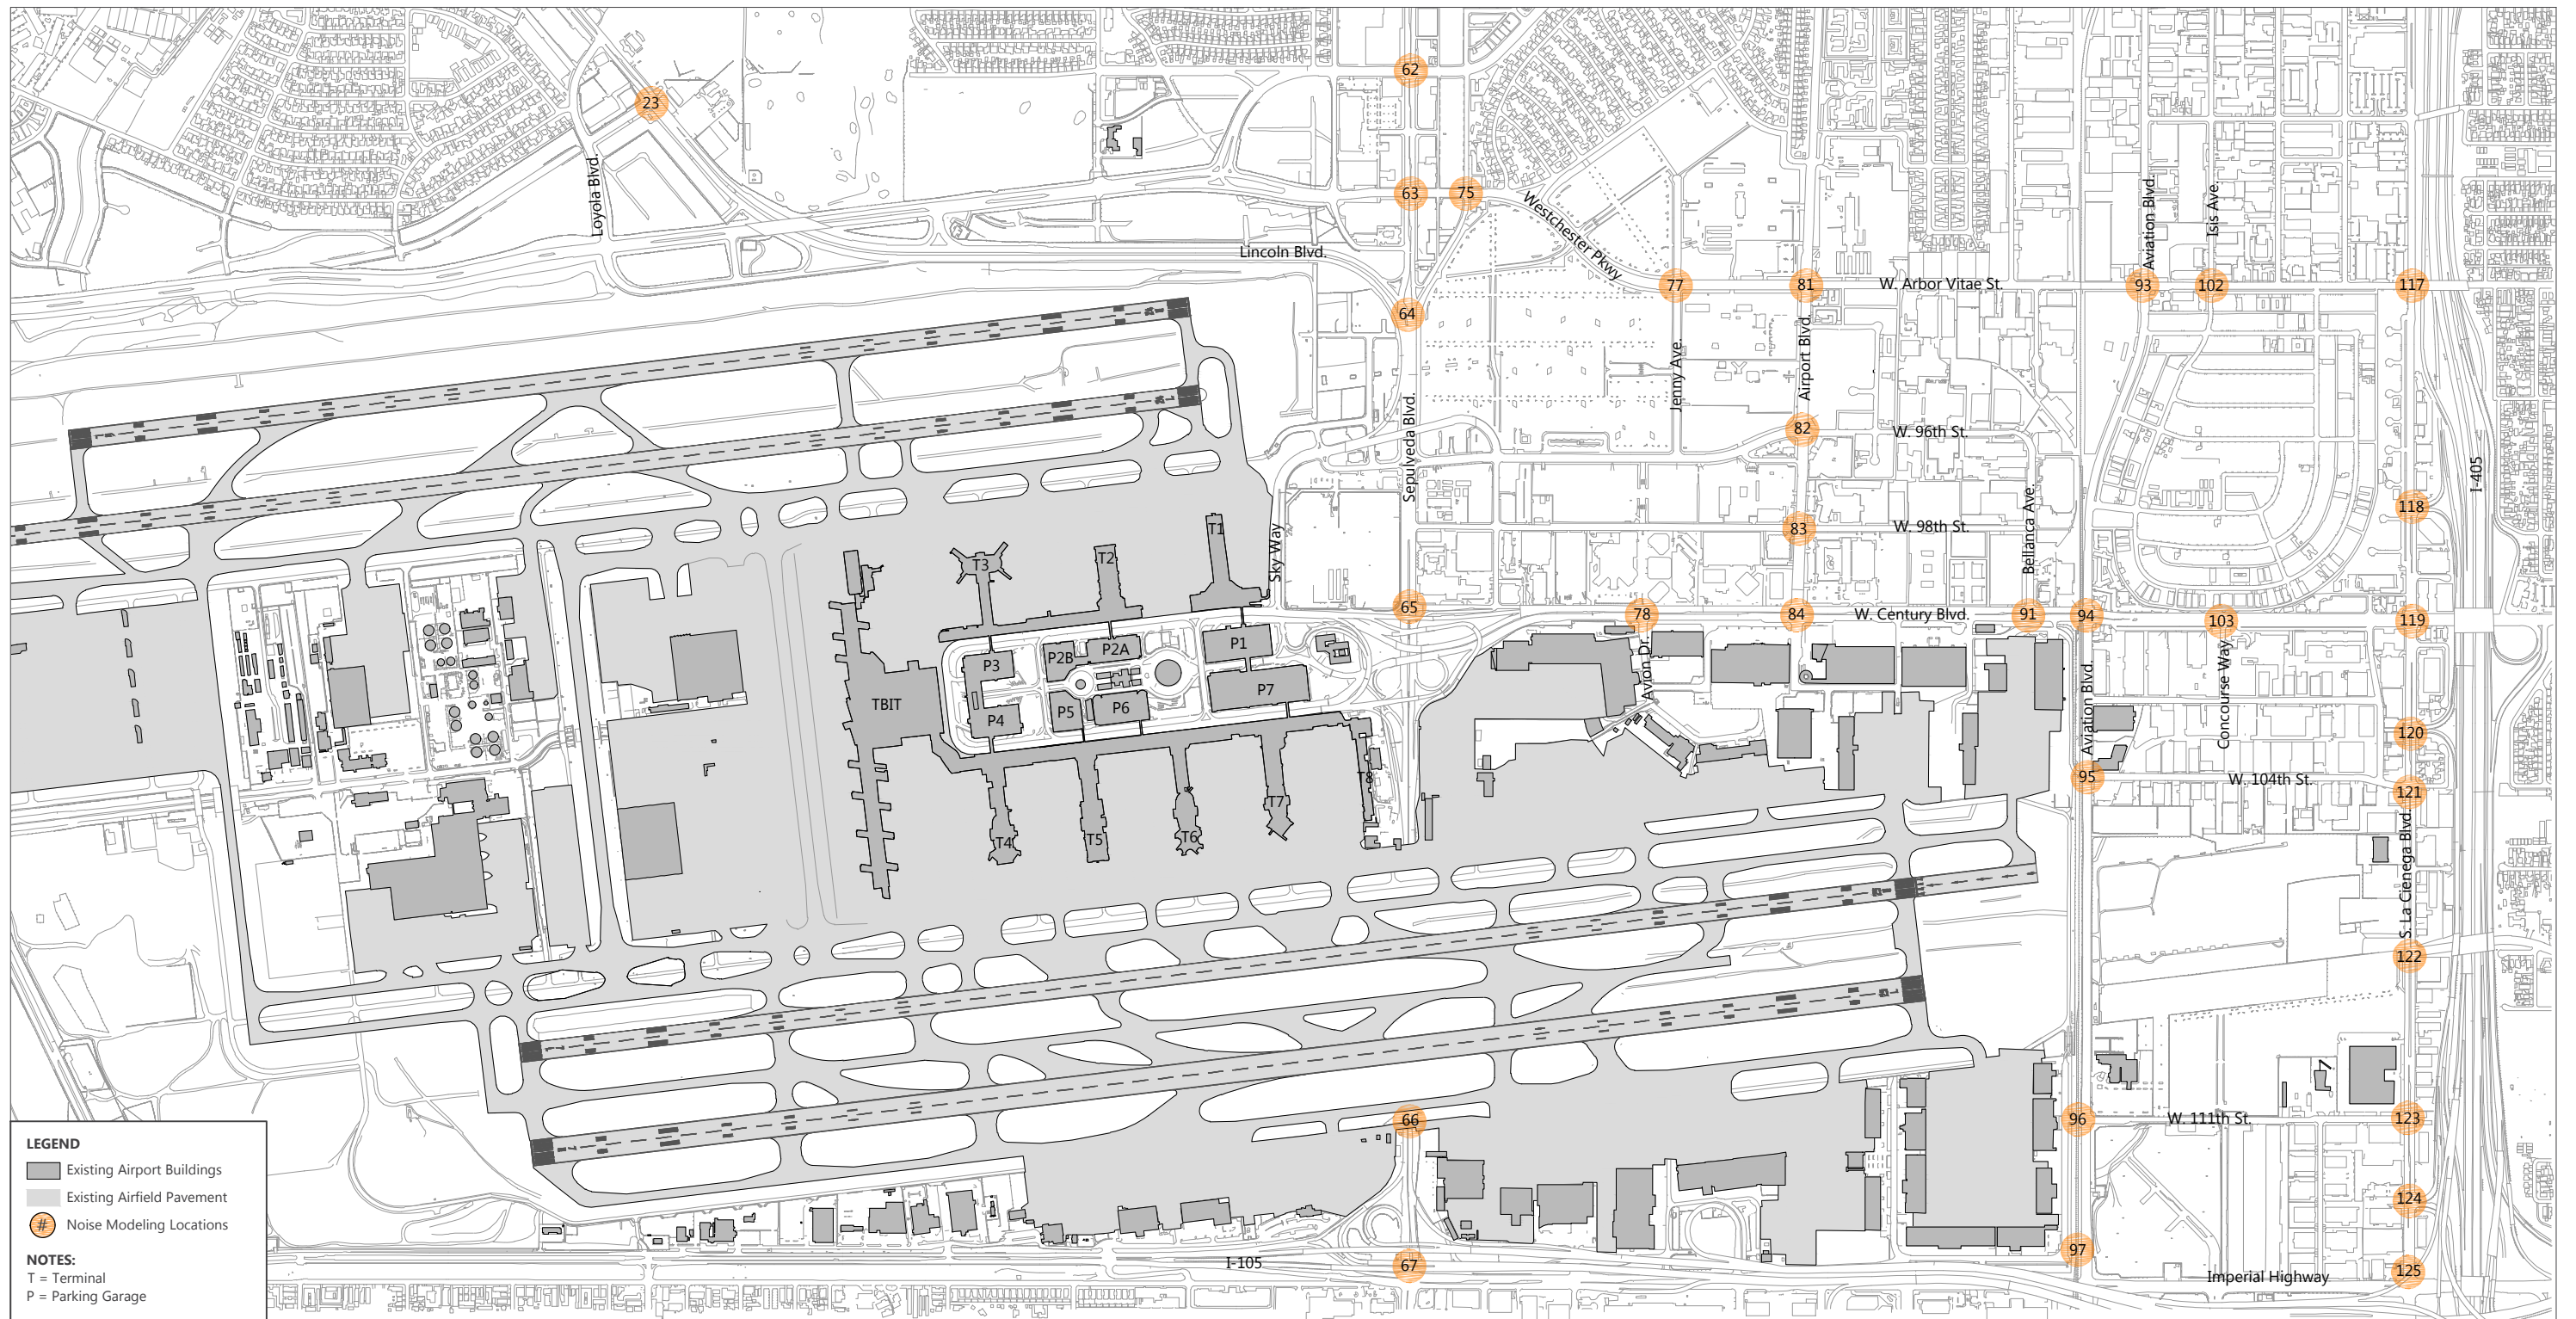 62
23
Loyola Blvd.
63
75
Westchester Pkwy
Aviation Blvd.
Isis Ave.
Lincoln Blvd.
77
81
W. Arbor Vitae St.
93
102
117
64
Jenny Ave.
Airport Blvd.
Sepulveda Blvd.
82
W. 96th St.
I-405
118
Bellanca Ave.
83
W. 98th St.
T1
T2
T3
Sky Way
65
78
84
W. Century Blvd.
91
94
103
119
P1
P2A
P2B
P3
Avion Dr.
Concourse Way
Aviation Blvd.
P7
TBIT
P4
P5
P6
120
T8
95
W. 104th St.
121
T7
T4
T5
T6
S. La Cienega Blvd.
122
66
96
W. 111th St.
123
124
97
67
I-105
Imperial Highway
125
LEGEND
Existing Airport Buildings
Existing Airfield Pavement
# Noise Modeling Locations
NOTES:
T = Terminal
P = Parking Garage